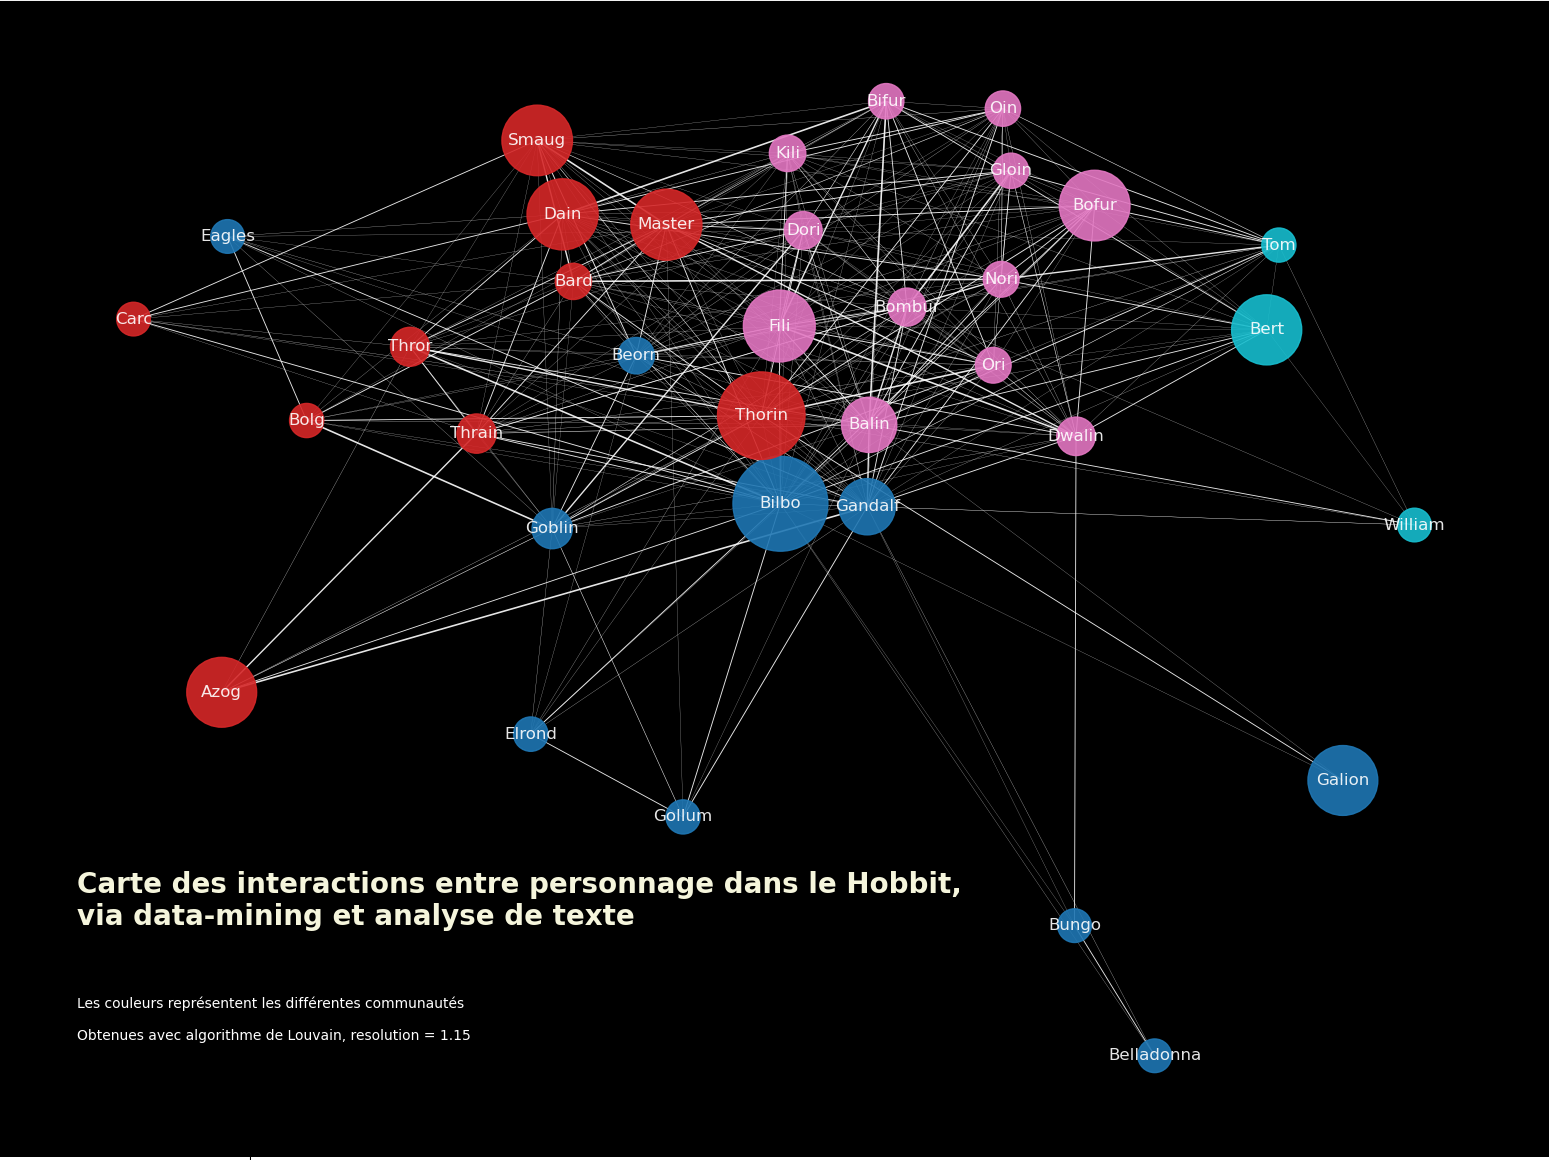 Bifur
Oin
Smaug
Kili
Gloin
Bofur
Dain
Master
Dori
Eagles
Tom
Bard
Nori
Bombur
Carc
Fili
Bert
Thror
Beorn
Ori
Thorin
Bolg
Balin
Thrain
Dwalin
Bilbo
Gandalf
Goblin
William
Azog
Elrond
Galion
Gollum
Carte des interactions entre personnage dans le Hobbit,
via data-mining et analyse de texte
Bungo
Les couleurs représentent les différentes communautés
Obtenues avec algorithme de Louvain, resolution = 1.15
Belladonna